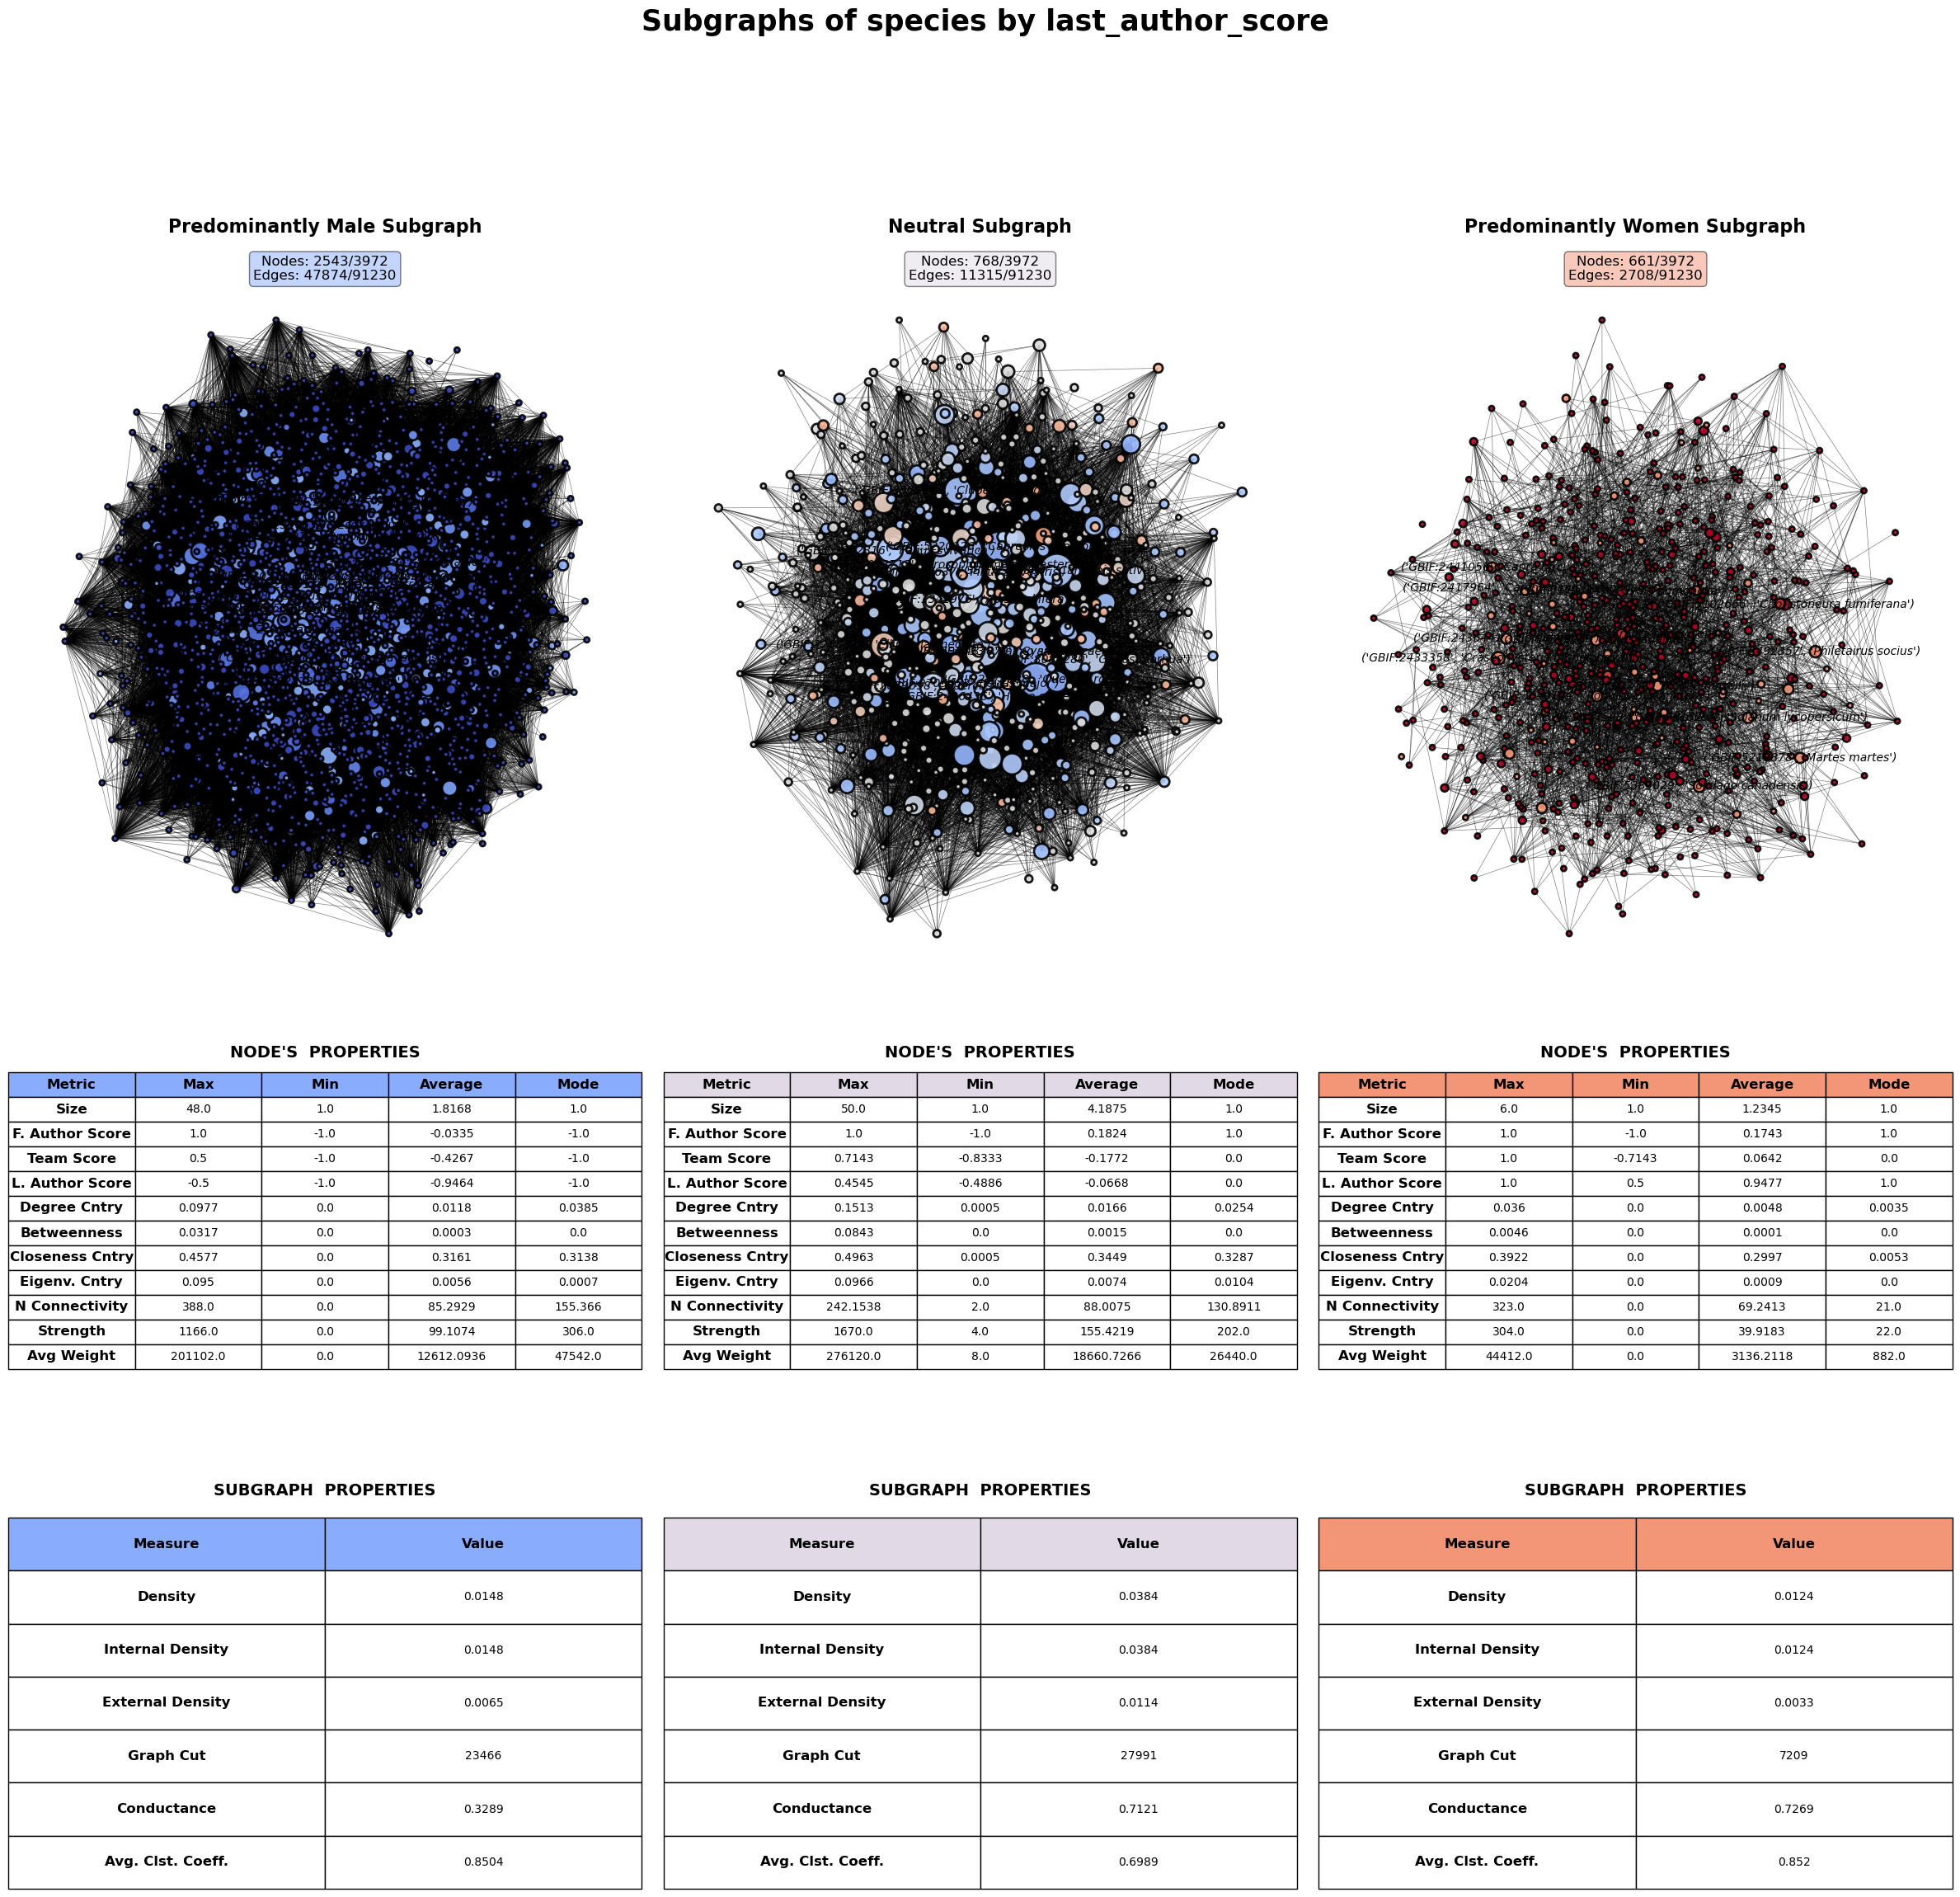 Subgraphs of species by last_author_score
Predominantly Male Subgraph
Nodes: 2543/3972
Edges: 47874/91230
Neutral Subgraph
Nodes: 768/3972
Edges: 11315/91230
Predominantly Women Subgraph
Nodes: 661/3972
Edges: 2708/91230
fumiferana')
'Philetairus socius')
lycopersicum')
'Martes martes')
NODE'S PROPERTIES
Metric Max Min Average Mode
Size 48.0 1.0 1.8168 1.0
F. Author Score 1.0 -1.0 -0.0335 -1.0
Team Score 0.5 -1.0 -0.4267 -1.0
L. Author Score -0.5 -1.0 -0.9464 -1.0
Degree Cntry 0.0977 0.0 0.0118 0.0385
Betweenness 0.0317 0.0 0.0003 0.0
Closeness Cntry 0.4577 0.0 0.3161 0.3138
Eigenv. Cntry 0.095 0.0 0.0056 0.0007
N Connectivity 388.0 0.0 85.2929 155.366
Strength 1166.0 0.0 99.1074 306.0
Avg Weight 201102.0 0.0 12612.0936 47542.0
NODE'S PROPERTIES
Metric Max Min Average Mode
Size 50.0 1.0 4.1875 1.0
F. Author Score 1.0 -1.0 0.1824 1.0
Team Score 0.7143 -0.8333 -0.1772 0.0
L. Author Score 0.4545 -0.4886 -0.0668 0.0
Degree Cntry 0.1513 0.0005 0.0166 0.0254
Betweenness 0.0843 0.0 0.0015 0.0
Closeness Cntry 0.4963 0.0005 0.3449 0.3287
Eigenv. Cntry 0.0966 0.0 0.0074 0.0104
N Connectivity 242.1538 2.0 88.0075 130.8911
Strength 1670.0 4.0 155.4219 202.0
Avg Weight 276120.0 8.0 18660.7266 26440.0
NODE'S PROPERTIES
Metric Max Min Average Mode
Size 6.0 1.0 1.2345 1.0
F. Author Score 1.0 -1.0 0.1743 1.0
Team Score 1.0 -0.7143 0.0642 0.0
L. Author Score 1.0 0.5 0.9477 1.0
Degree Cntry 0.036 0.0 0.0048 0.0035
Betweenness 0.0046 0.0 0.0001 0.0
Closeness Cntry 0.3922 0.0 0.2997 0.0053
Eigenv. Cntry 0.0204 0.0 0.0009 0.0
N Connectivity 323.0 0.0 69.2413 21.0
Strength 304.0 0.0 39.9183 22.0
Avg Weight 44412.0 0.0 3136.2118 882.0
SUBGRAPH PROPERTIES
Measure Value
Density 0.0148
Internal Density 0.0148
External Density 0.0065
Graph Cut 23466
Conductance 0.3289
Avg. Clst. Coeff. 0.8504
SUBGRAPH PROPERTIES
Measure Value
Density 0.0384
Internal Density 0.0384
External Density 0.0114
Graph Cut 27991
Conductance 0.7121
Avg. Clst. Coeff. 0.6989
SUBGRAPH PROPERTIES
Measure Value
Density 0.0124
Internal Density 0.0124
External Density 0.0033
Graph Cut 7209
Conductance 0.7269
Avg. Clst. Coeff. 0.852